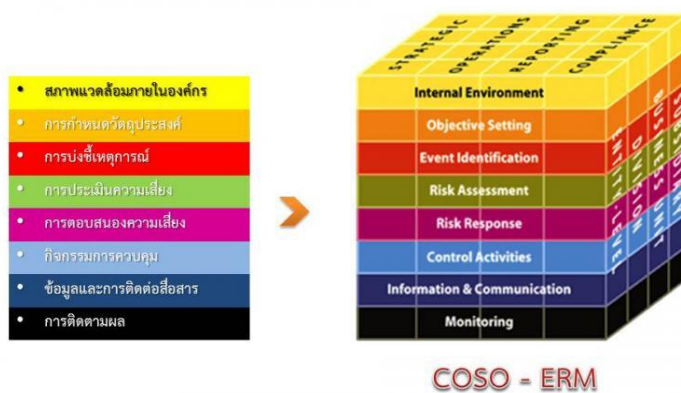 • สภาพแวดล้อมภายในองค์กร
• การกำหนดวัตถุประสงค์
• การบ่งชี้เหตุการณ์
• การประเมินความเสี่ยง
• การตอบสนองความเสี่ยง
• กิจกรรมการควบคุม
• ข้อมูลและการติดต่อสื่อสาร
• การติดตามผล
STRATEGIC
OPERATIONS
REPORTING
COMPLIANCE
Internal Environment
Objective Setting
Event Identification
Risk Assessment
Risk Response
Control Activities
Information & Communication
Monitoring
ENTITY-LEVEL
DIVISION
BUSINESS UNIT
SUBSIDIARY
COSO - ERM